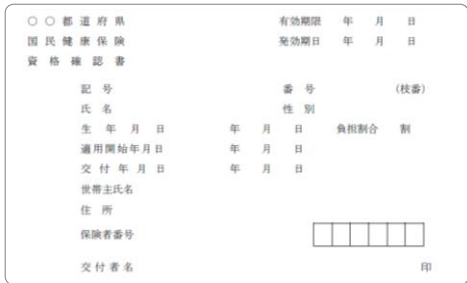 ○○都道府県 有効期限 年 月 日
国民健康保険 発効期日 年 月 日
資格確認書
記号 番号 (枝番)
氏名 性別
生年月日 年 月 日 負担割合 割
適用開始年月日 年 月 日
交付年月日 年 月 日
世帯主氏名
住所
保険者番号
交付者名 印